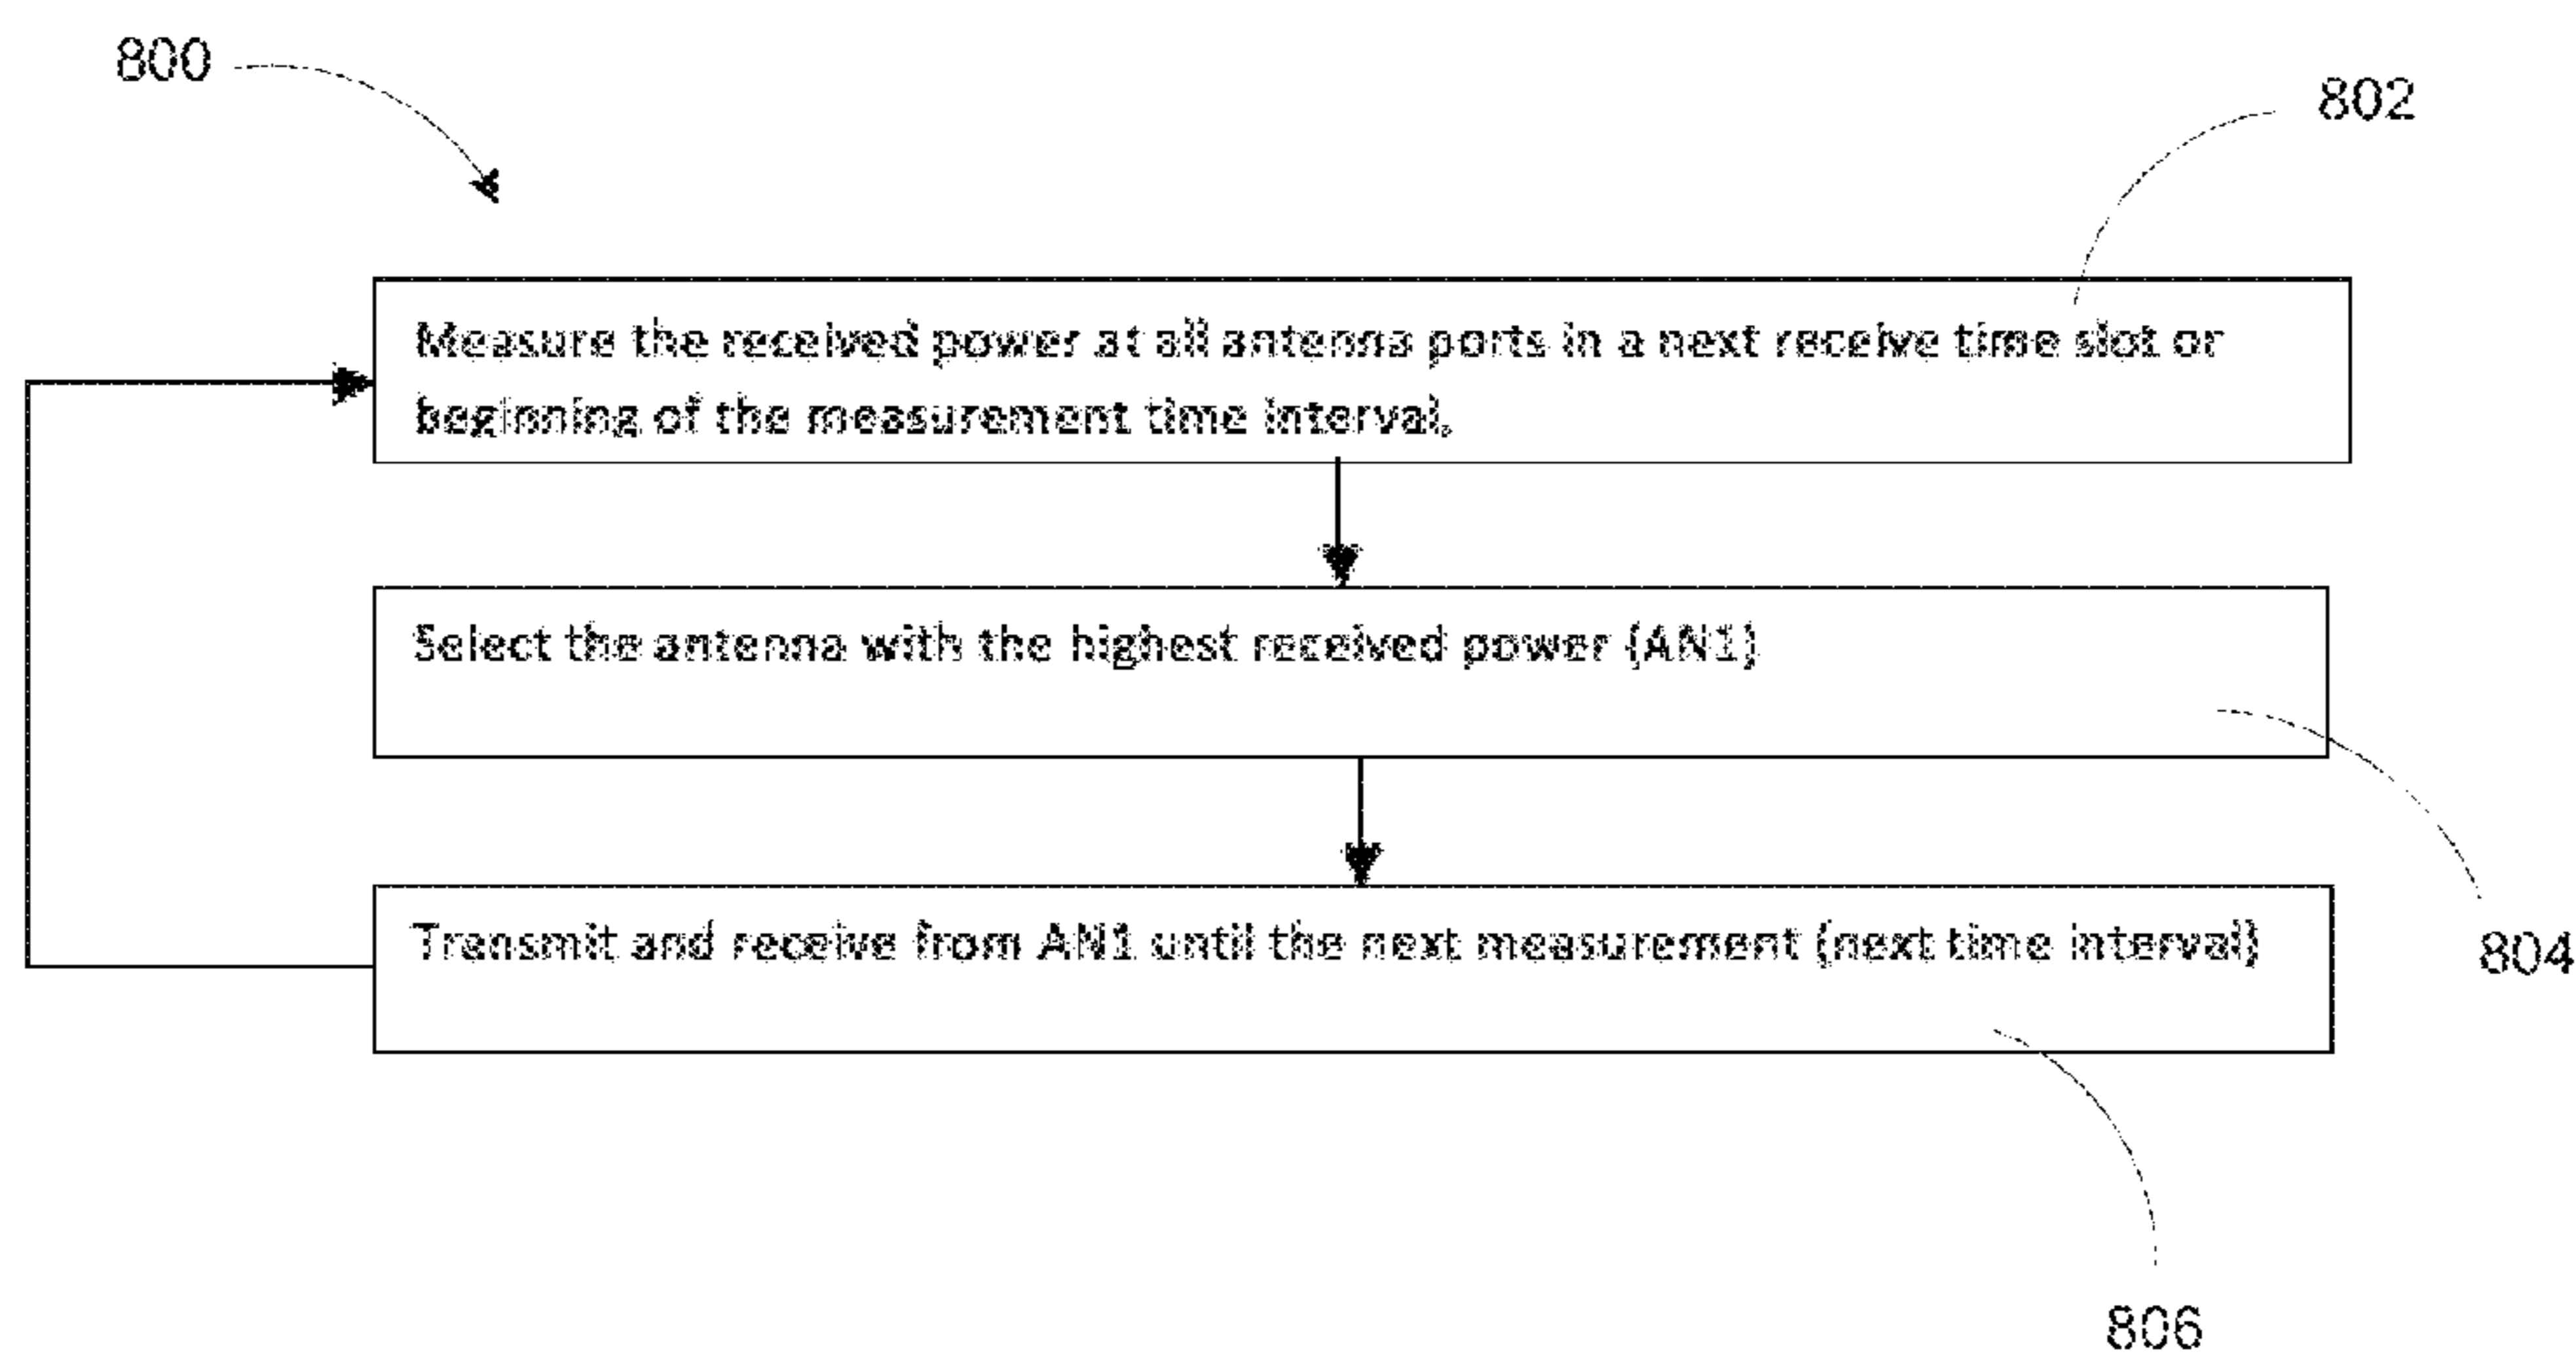 800
802
Measure the received power at all antenna ports in a next receive time slot or
beginning of the measurement time interval.
Select the antenna with the highest received power (AN1)
804
Transmit and receive from AN1 until the next measurement (next time interval)
806